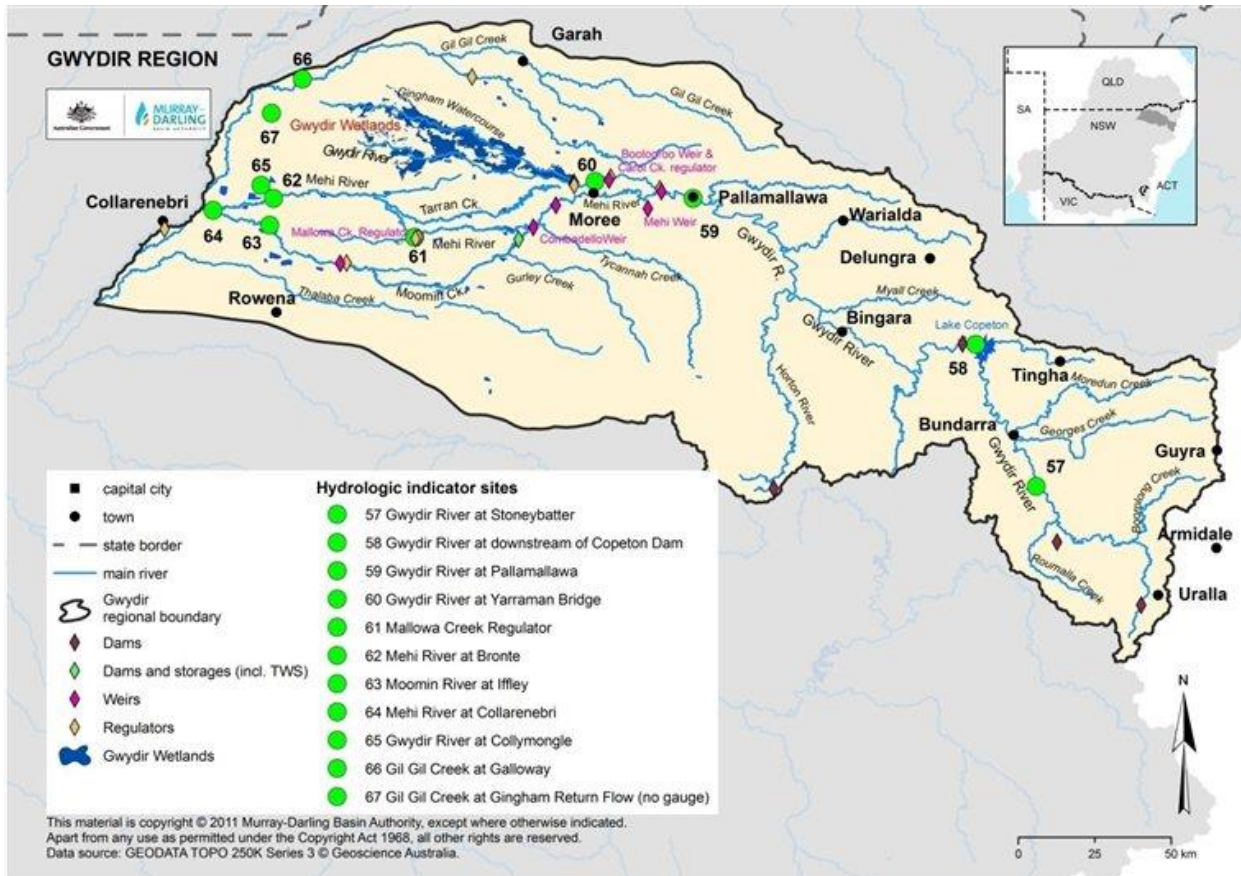 GWYDIR REGION
Australian Government
MURRAY-
DARLING
BASIN AUTHORITY
Garah
Gil Gil Creek
66
Gil Gil Creek
Gingham Watercourse
67
Gwydir Wetlands
Gwydir River
Boolooroo Weir &
Carol Ck. regulator
60
65
62
Mehi River
Collarenebri
Tarran Ck.
Mehi River
Moree
Mehi Weir
59
Pallamallawa
Warialda
64
63
Mallowa Ck. Regulator
61
Mehi River
CombadelloWeir
Gwydir R.
Delungra
Tycannah Creek
Gurley Creek
Moomin Ck.
Thalaba Creek
Rowena
Myall Creek
Bingara
Gwydir River
Lake Copeton
58
Tingha
Moredun Creek
Horton River
Bundarra
Georges Creek
Guyra
57
Gwydir River
Armidale
Roumalla Creek
Uralla
QLD
SA
NSW
ACT
VIC
capital city
town
state border
main river
Gwydir
regional boundary
Dams
Dams and storages (incl. TWS)
Weirs
Regulators
Gwydir Wetlands
Hydrologic indicator sites
57 Gwydir River at Stoneybatter
58 Gwydir River at downstream of Copeton Dam
59 Gwydir River at Pallamallawa
60 Gwydir River at Yarraman Bridge
61 Mallowa Creek Regulator
62 Mehi River at Bronte
63 Moomin River at Iffley
64 Mehi River at Collarenebri
65 Gwydir River at Collymongle
66 Gil Gil Creek at Galloway
67 Gil Gil Creek at Gingham Return Flow (no gauge)
N
0 25 50 km
This material is copyright © 2011 Murray-Darling Basin Authority, except where otherwise indicated.
Apart from any use as permitted under the Copyright Act 1968, all other rights are reserved.
Data source: GEODATA TOPO 250K Series 3 © Geoscience Australia.